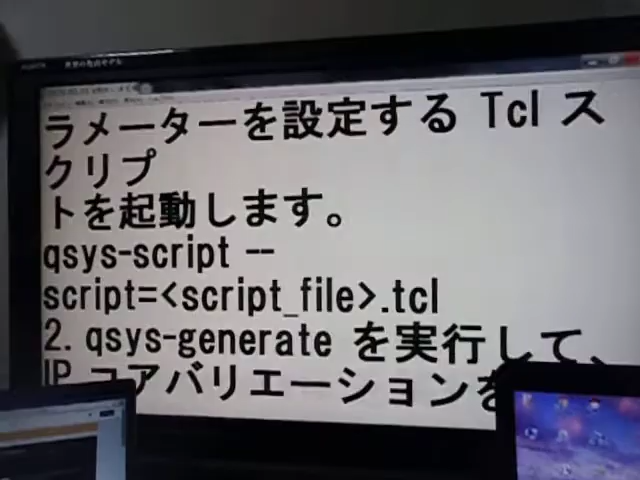 ラメーターを設定する Tcl ス
クリプ
トを起動します。
qsys-script --
script=<script_file>.tcl
2. qsys-generate を実行して、
IP コアバリエーションを